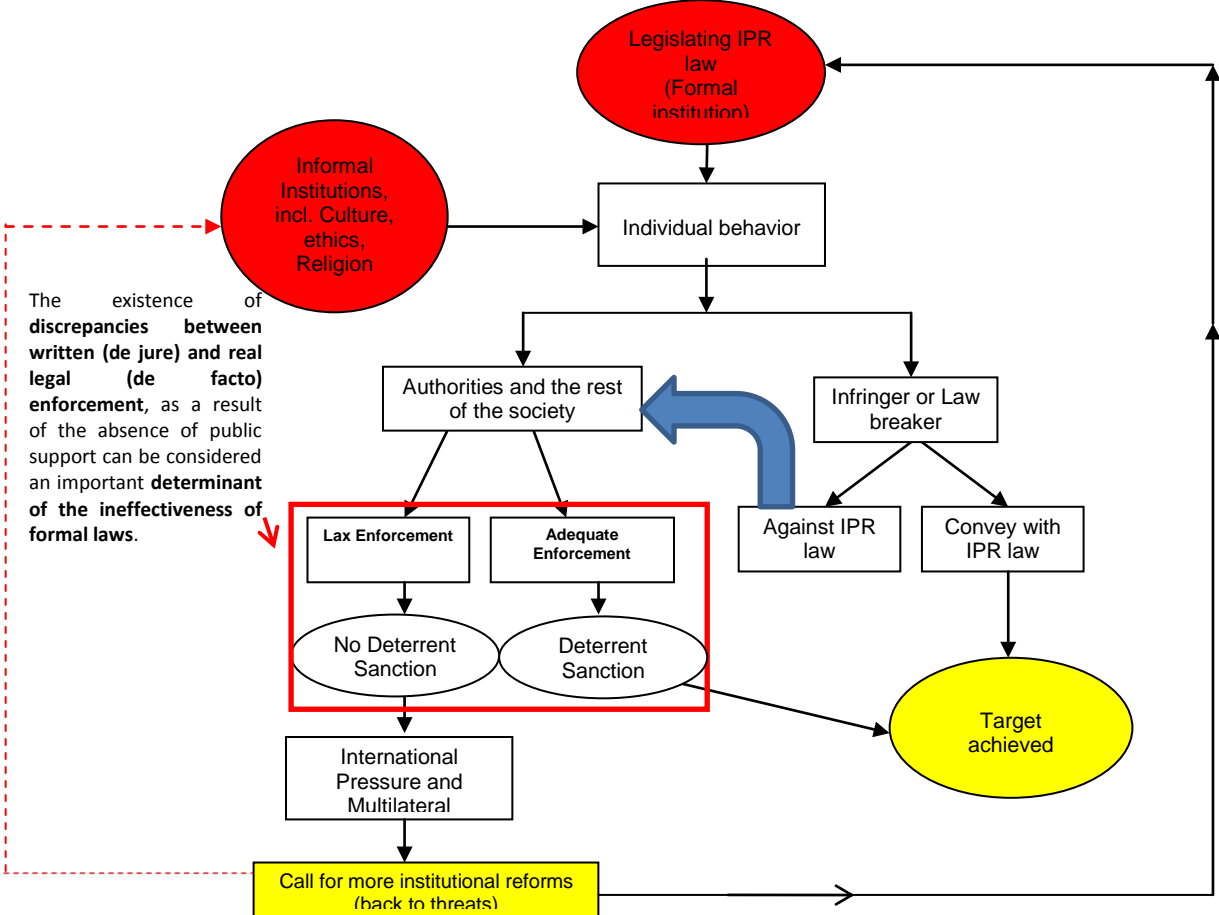 Legislating IPR
law
(Formal
institution)
Informal
Institutions,
incl. Culture,
ethics,
Religion
Individual behavior
The existence of
discrepancies between
written (de jure) and real
legal (de facto)
enforcement, as a result
of the absence of public
support can be considered
an important determinant
of the ineffectiveness of
formal laws.
Authorities and the rest
of the society
Infringer or Law
breaker
Lax Enforcement
Adequate
Enforcement
Against IPR
law
Convey with
IPR law
No Deterrent
Sanction
Deterrent
Sanction
Target
achieved
International
Pressure and
Multilateral
Call for more institutional reforms
(back to threats)